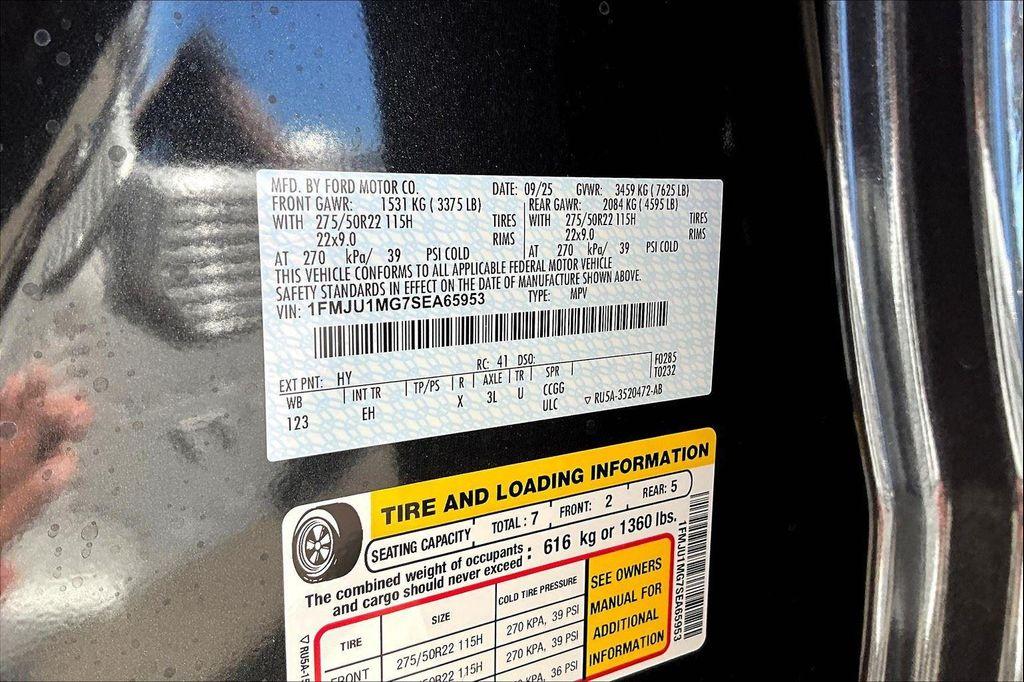 MFD. BY FORD MOTOR CO. DATE: 09/25 GVWR: 3459 KG ( 7625 LB)
FRONT GAWR: 1531 KG ( 3375 LB) REAR GAWR: 2084 KG ( 4595 LB)
WITH 275/50R22 115H TIRES WITH 275/50R22 115H TIRES
22x9.0 RIMS 22x9.0 RIMS
AT 270 kPa/ 39 PSI COLD AT 270 kPa/ 39 PSI COLD
THIS VEHICLE CONFORMS TO ALL APPLICABLE FEDERAL MOTOR VEHICLE
SAFETY STANDARDS IN EFFECT ON THE DATE OF MANUFACTURE SHOWN ABOVE.
VIN: 1FMJU1MG7SEA65953 TYPE: MPV
EXT PNT: HY RC: 41 DSO: F0285
WB INT TR TP/PS R AXLE TR SPR T0232
123 EH X 3L U CCGG
ULC ▽ RU5A-3520472-AB
TIRE AND LOADING INFORMATION
SEATING CAPACITY TOTAL : 7 FRONT: 2 REAR: 5
The combined weight of occupants
and cargo should never exceed : 616 kg or 1360 lbs.
TIRE SIZE COLD TIRE PRESSURE
FRONT 275/50R22 115H 270 KPA, 39 PSI
50R22 115H 270 KPA, 39 PSI
KPA, 36 PSI
SEE OWNERS
MANUAL FOR
ADDITIONAL
INFORMATION
1FMJU1MG7SEA65953
▽ RU5A-15